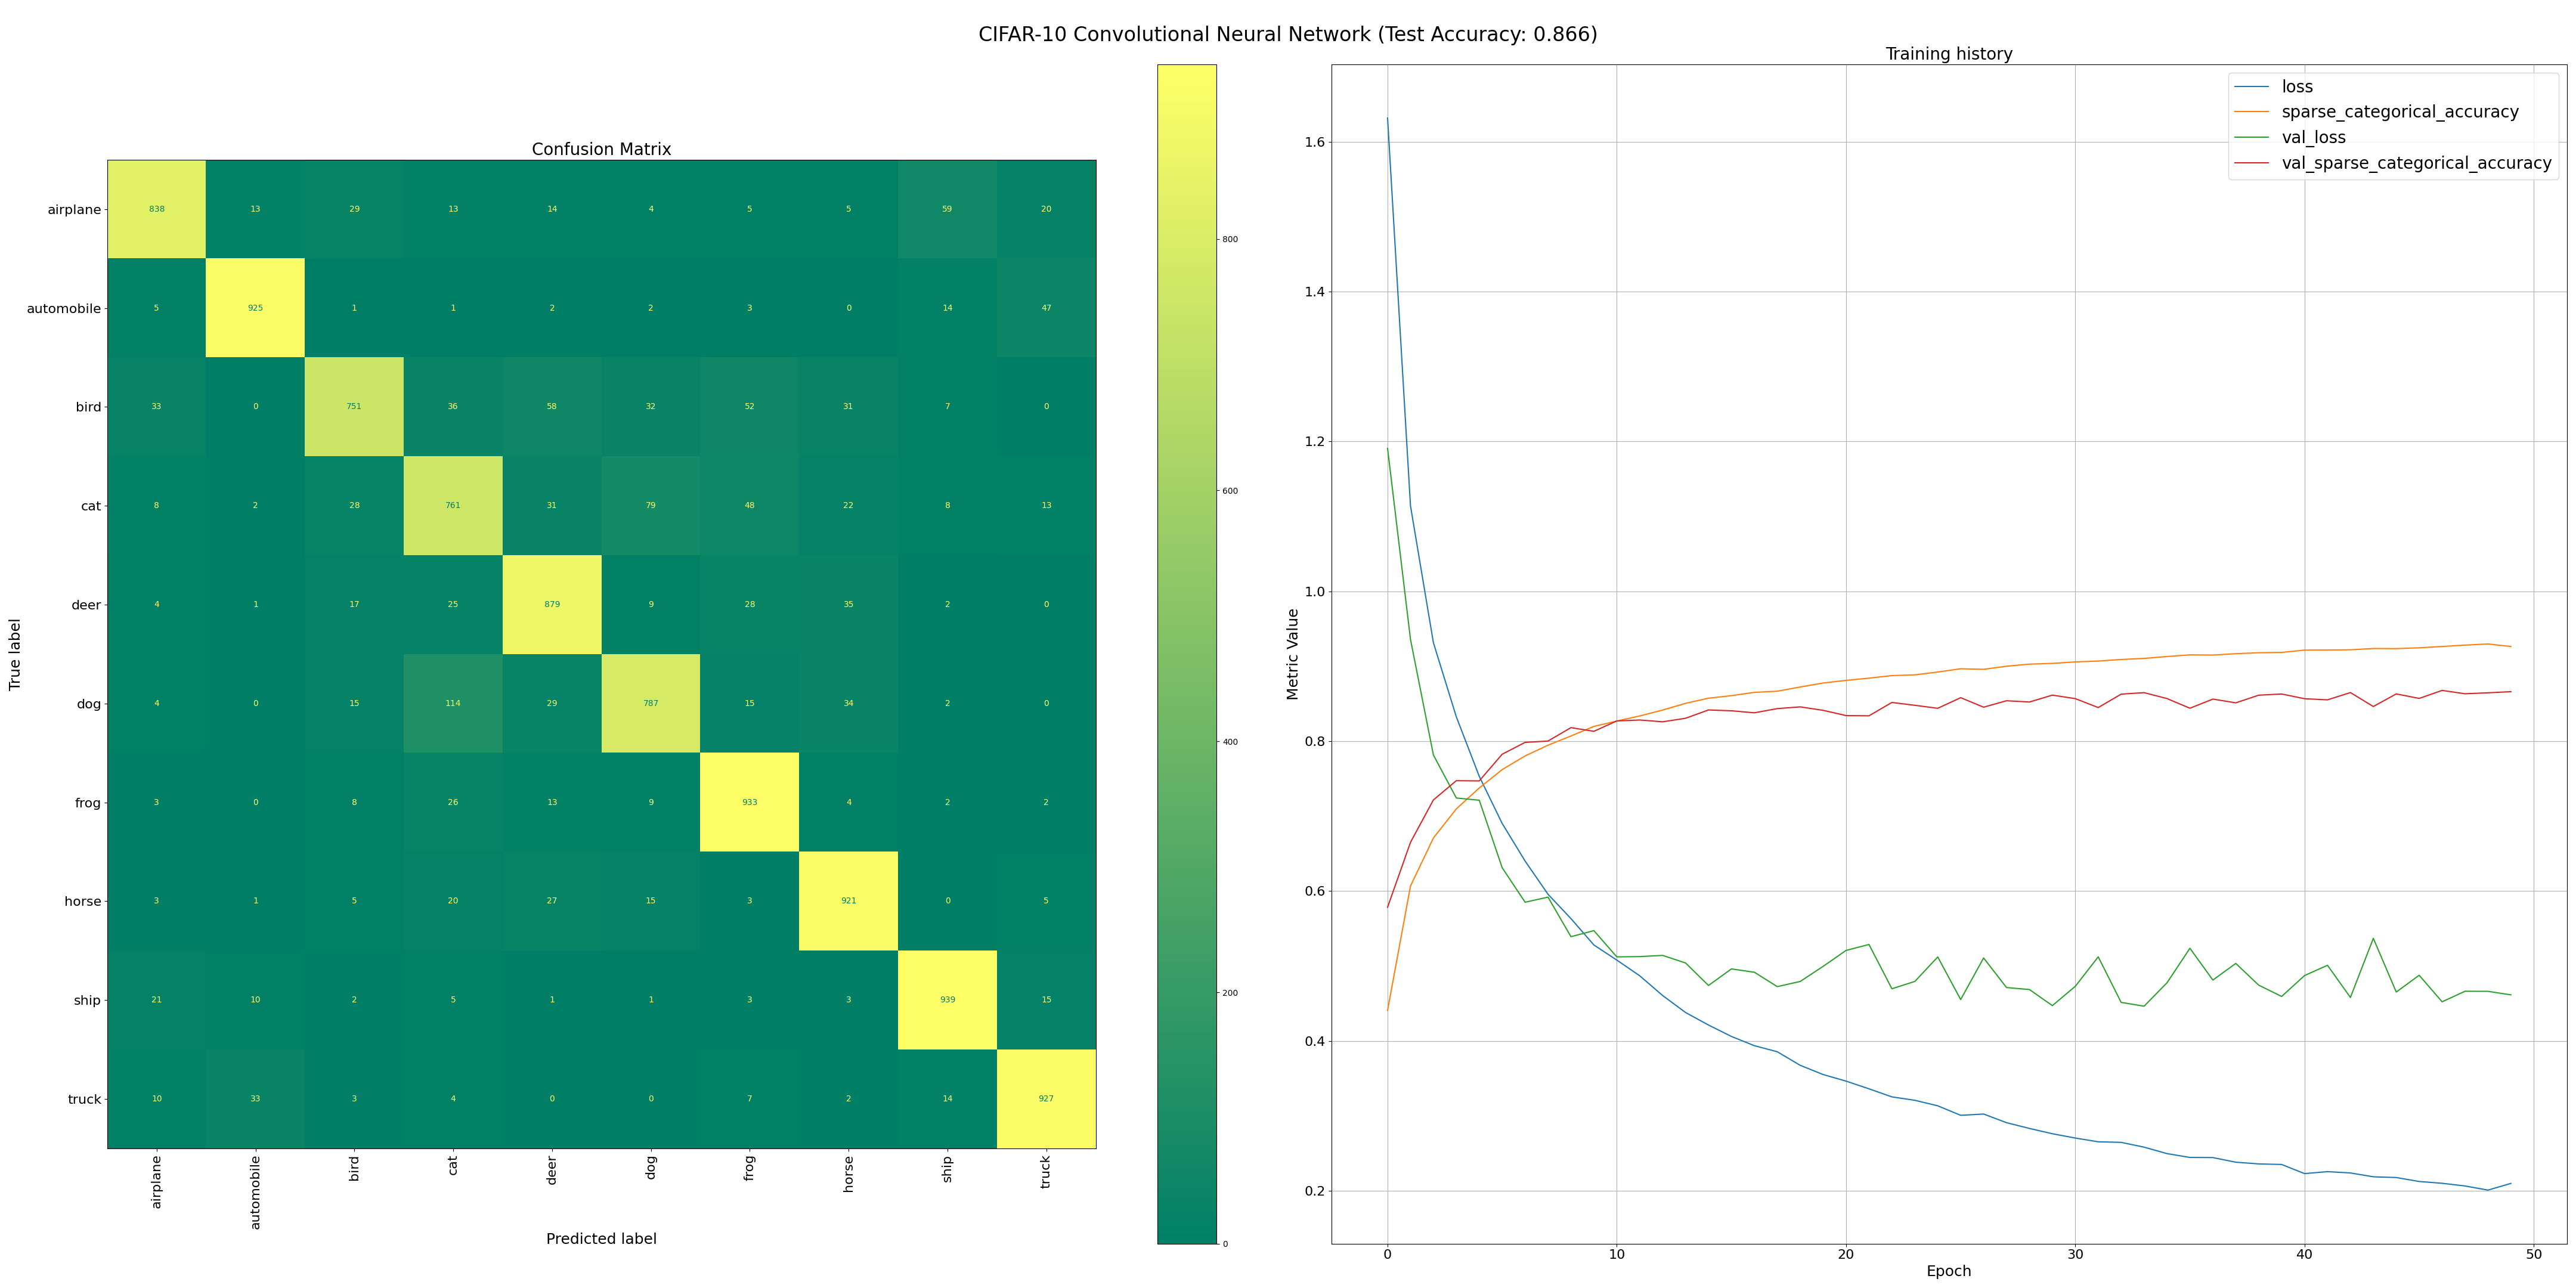 CIFAR-10 Convolutional Neural Network (Test Accuracy: 0.866)
Confusion Matrix
True label
airplane 838 13 29 13 14 4 5 5 59 20
automobile 5 925 1 1 2 2 3 0 14 47
bird 33 0 751 36 58 32 52 31 7 0
cat 8 2 28 761 31 79 48 22 8 13
deer 4 1 17 25 879 9 28 35 2 0
dog 4 0 15 114 29 787 15 34 2 0
frog 3 0 8 26 13 9 933 4 2 2
horse 3 1 5 20 27 15 3 921 0 5
ship 21 10 2 5 1 1 3 3 939 15
truck 10 33 3 4 0 0 7 2 14 927
airplane automobile bird cat deer dog frog horse ship truck
Predicted label
800
600
400
200
0
Training history
loss
sparse_categorical_accuracy
val_loss
val_sparse_categorical_accuracy
Metric Value
1.6
1.4
1.2
1.0
0.8
0.6
0.4
0.2
0 10 20 30 40 50
Epoch